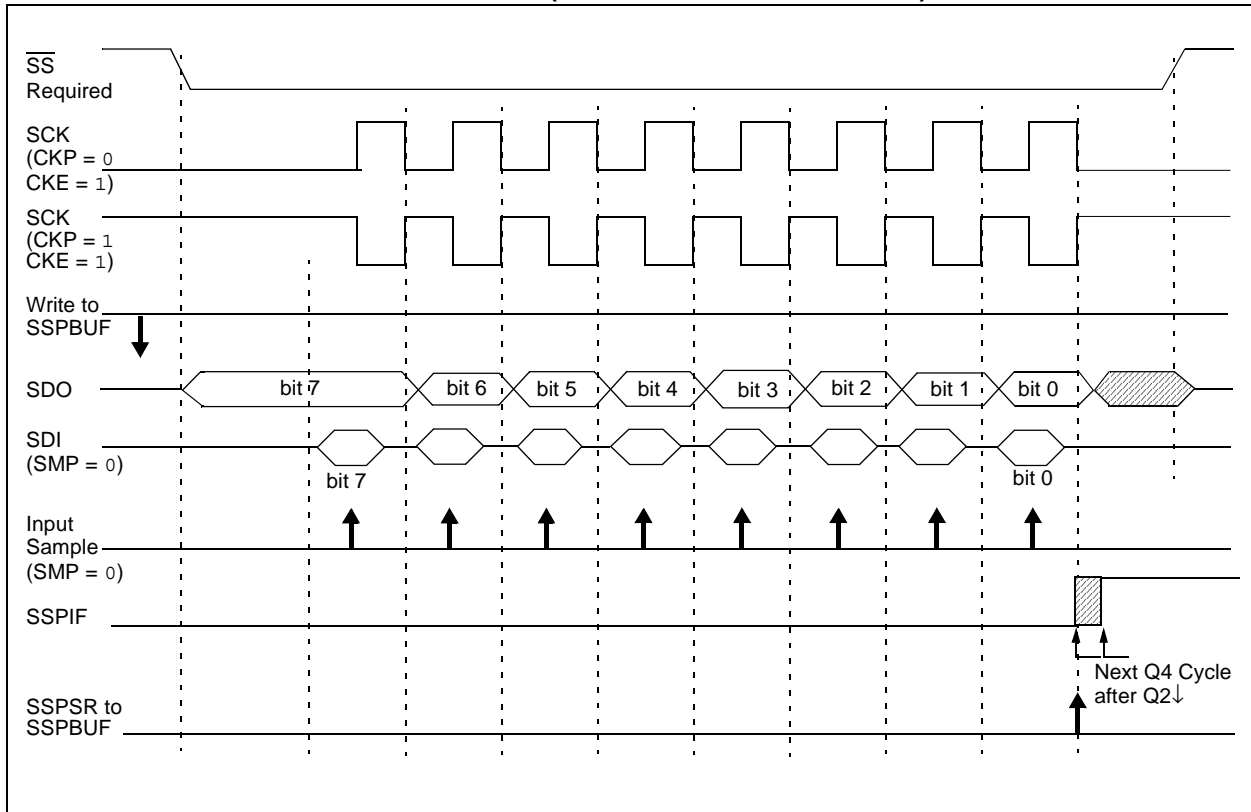 SS
Required
SCK
(CKP = 0
CKE = 1)
SCK
(CKP = 1
CKE = 1)
Write to
SSPBUF
SDO
bit 7
bit 6
bit 5
bit 4
bit 3
bit 2
bit 1
bit 0
SDI
(SMP = 0)
bit 7
bit 0
Input
Sample
(SMP = 0)
SSPIF
Next Q4 Cycle
after Q2↓
SSPSR to
SSPBUF